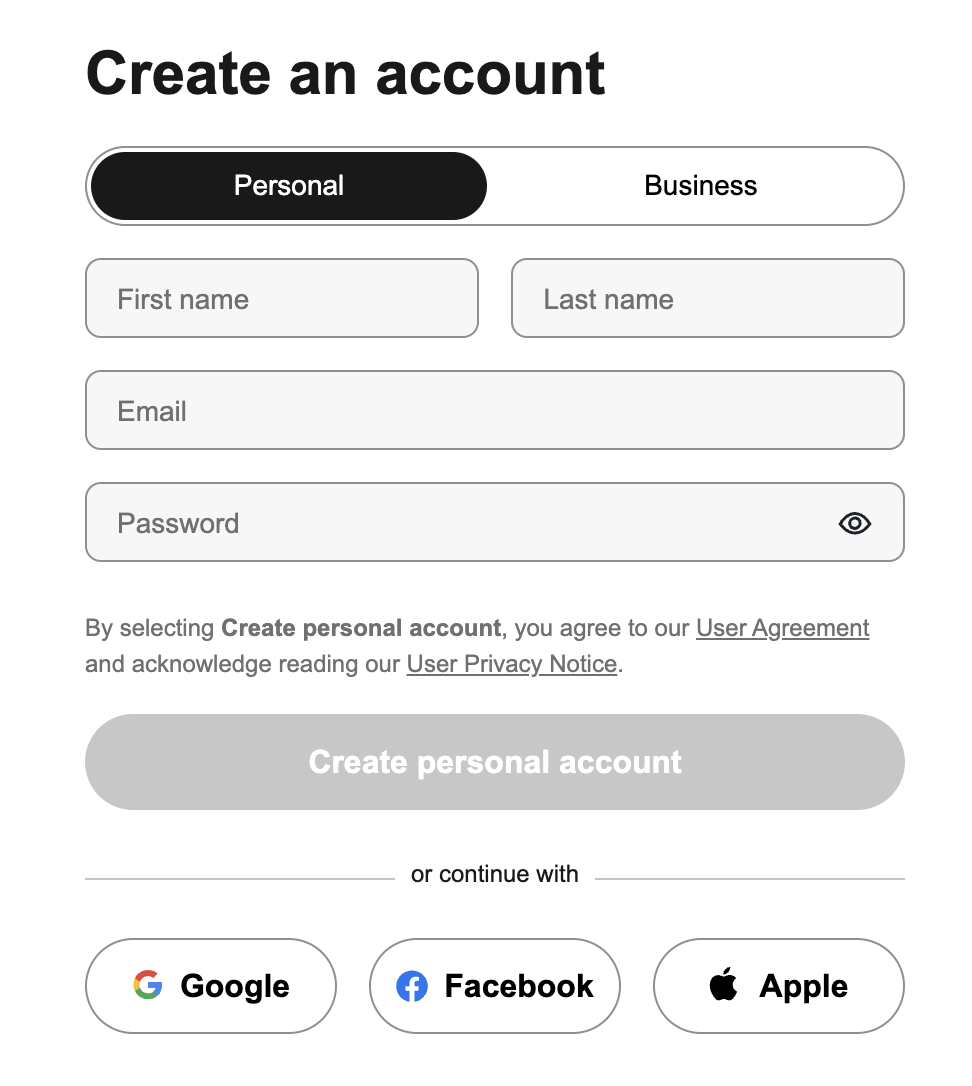 Create an account
Personal Business
First name Last name
Email
Password
By selecting Create personal account, you agree to our User Agreement
and acknowledge reading our User Privacy Notice.
Create personal account
or continue with
Google Facebook Apple